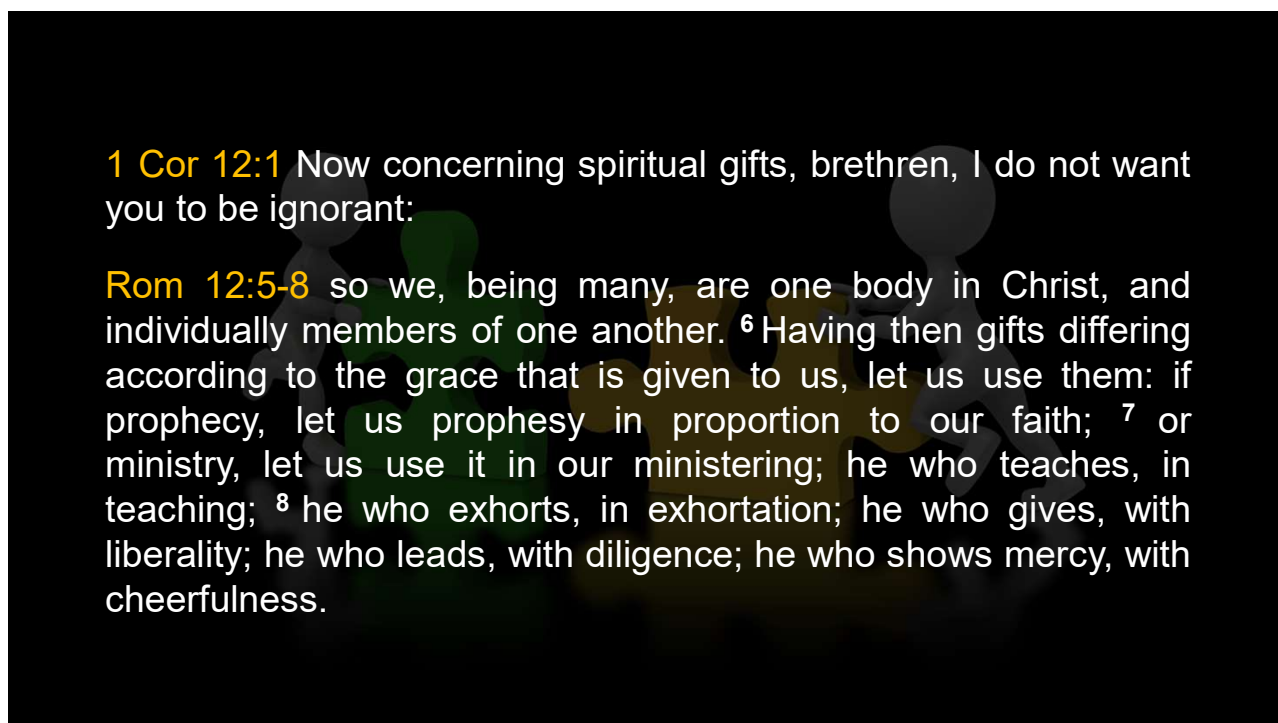 1 Cor 12:1 Now concerning spiritual gifts, brethren, I do not want
you to be ignorant:
Rom 12:5-8 so we, being many, are one body in Christ, and
individually members of one another. 6 Having then gifts differing
according to the grace that is given to us, let us use them: if
prophecy, let us prophesy in proportion to our faith; 7 or
ministry, let us use it in our ministering; he who teaches, in
teaching; 8 he who exhorts, in exhortation; he who gives, with
liberality; he who leads, with diligence; he who shows mercy, with
cheerfulness.